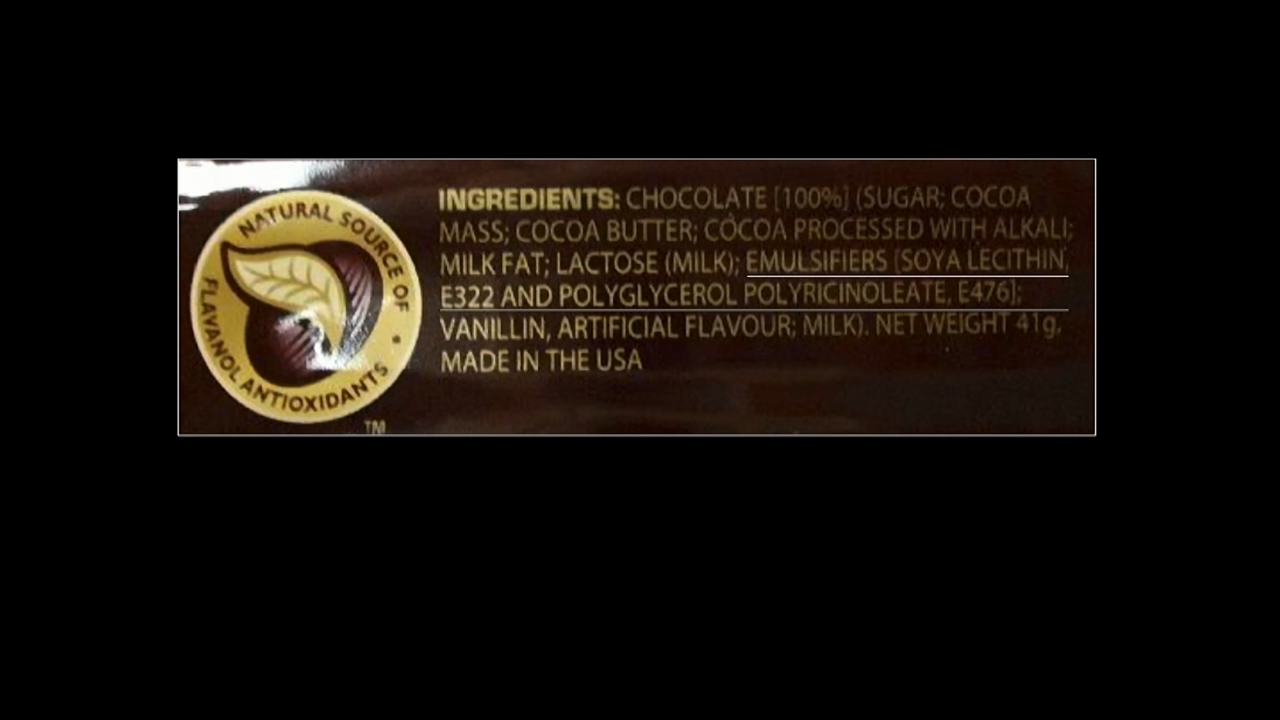 NATURAL SOURCE OF
FLAVANOL ANTIOXIDANTS
TM
INGREDIENTS: CHOCOLATE [100%] (SUGAR; COCOA
MASS; COCOA BUTTER; COCOA PROCESSED WITH ALKALI;
MILK FAT; LACTOSE (MILK); EMULSIFIERS [SOYA LECITHIN,
E322 AND POLYGLYCEROL POLYRICINOLEATE, E476];
VANILLIN, ARTIFICIAL FLAVOUR; MILK). NET WEIGHT 41g,
MADE IN THE USA